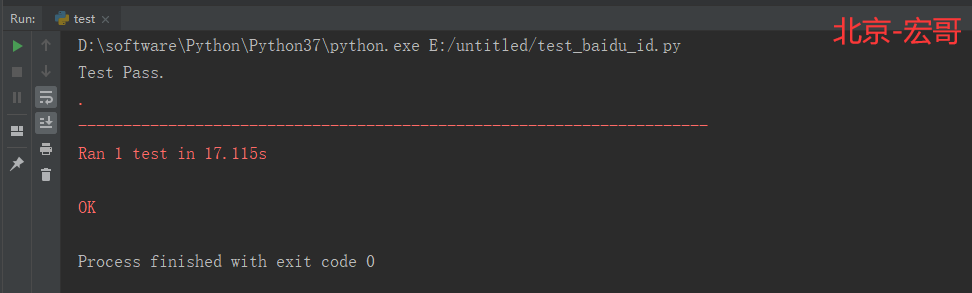 Run: test
北京-宏哥
D:\software\Python\Python37\python.exe E:/untitled/test_baidu_id.py
Test Pass.
.
----------------------------------------------------------------------
Ran 1 test in 17.115s
OK
Process finished with exit code 0